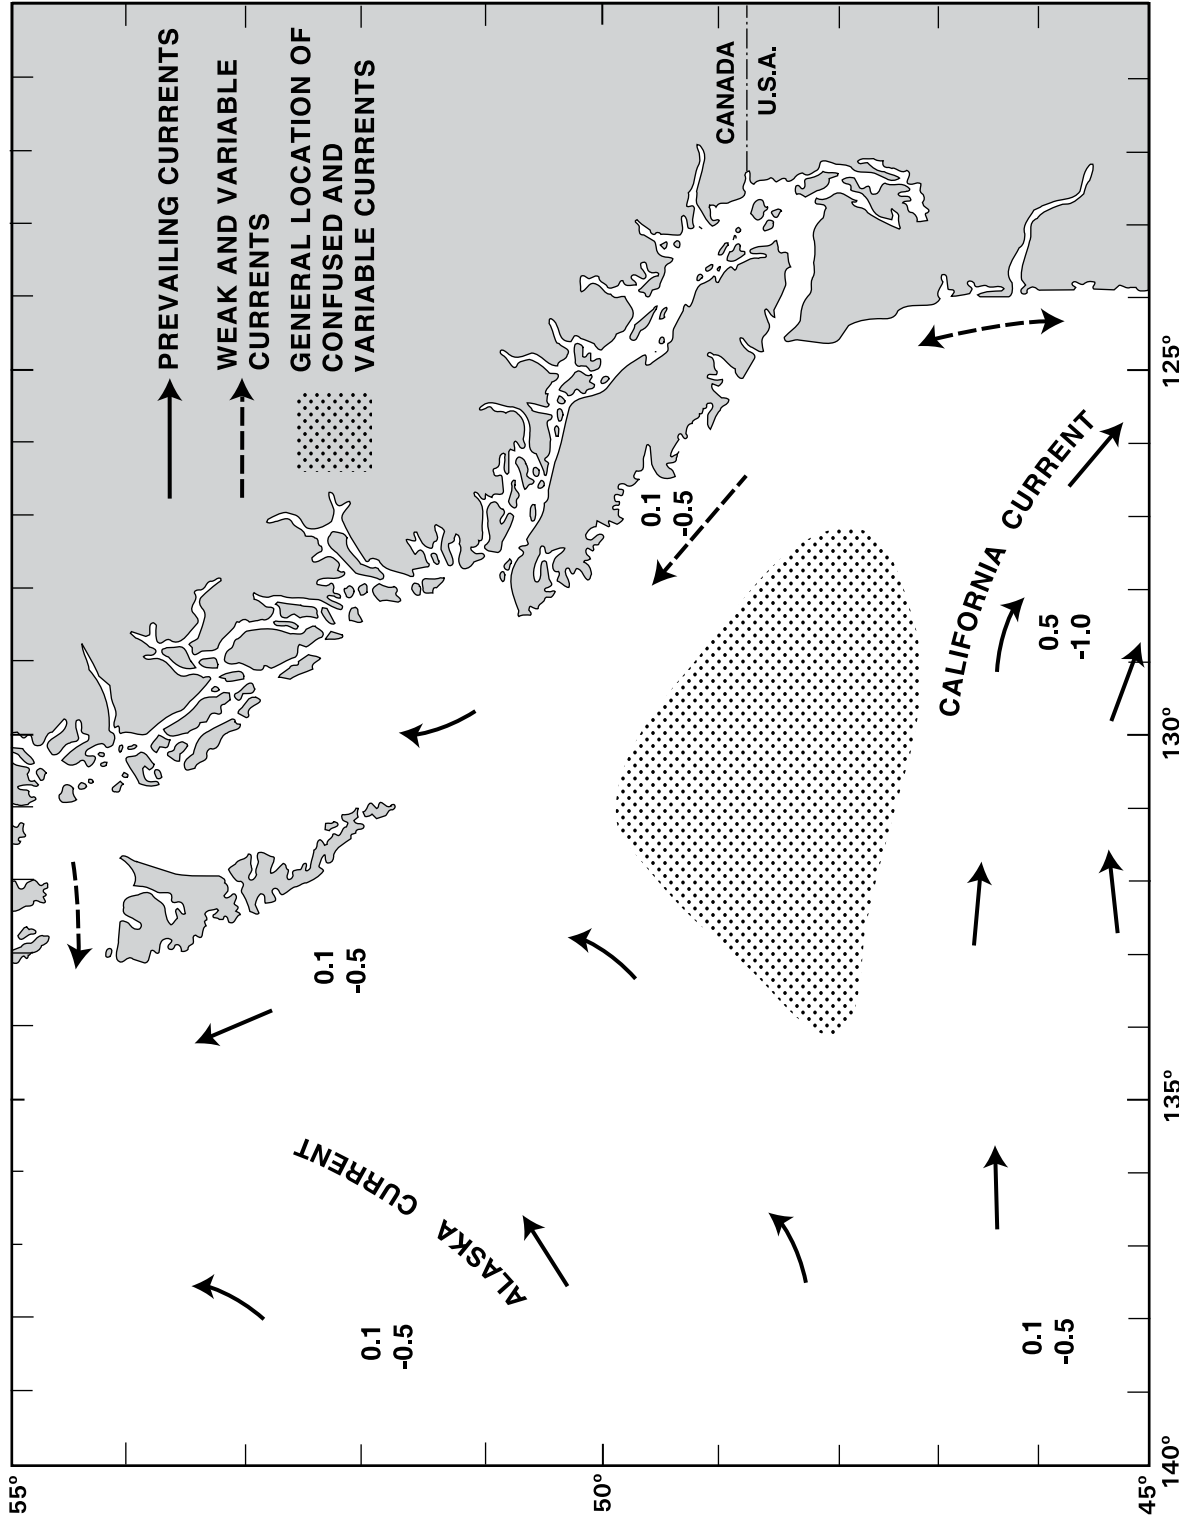 PREVAILING CURRENTS
WEAK AND VARIABLE
CURRENTS
GENERAL LOCATION OF
CONFUSED AND
VARIABLE CURRENTS
CANADA
U.S.A.
0.1
-0.5
CALIFORNIA CURRENT
0.5
-1.0
0.1
-0.5
ALASKA CURRENT
0.1
-0.5
0.1
-0.5
55°
50°
45°
140°
135°
130°
125°